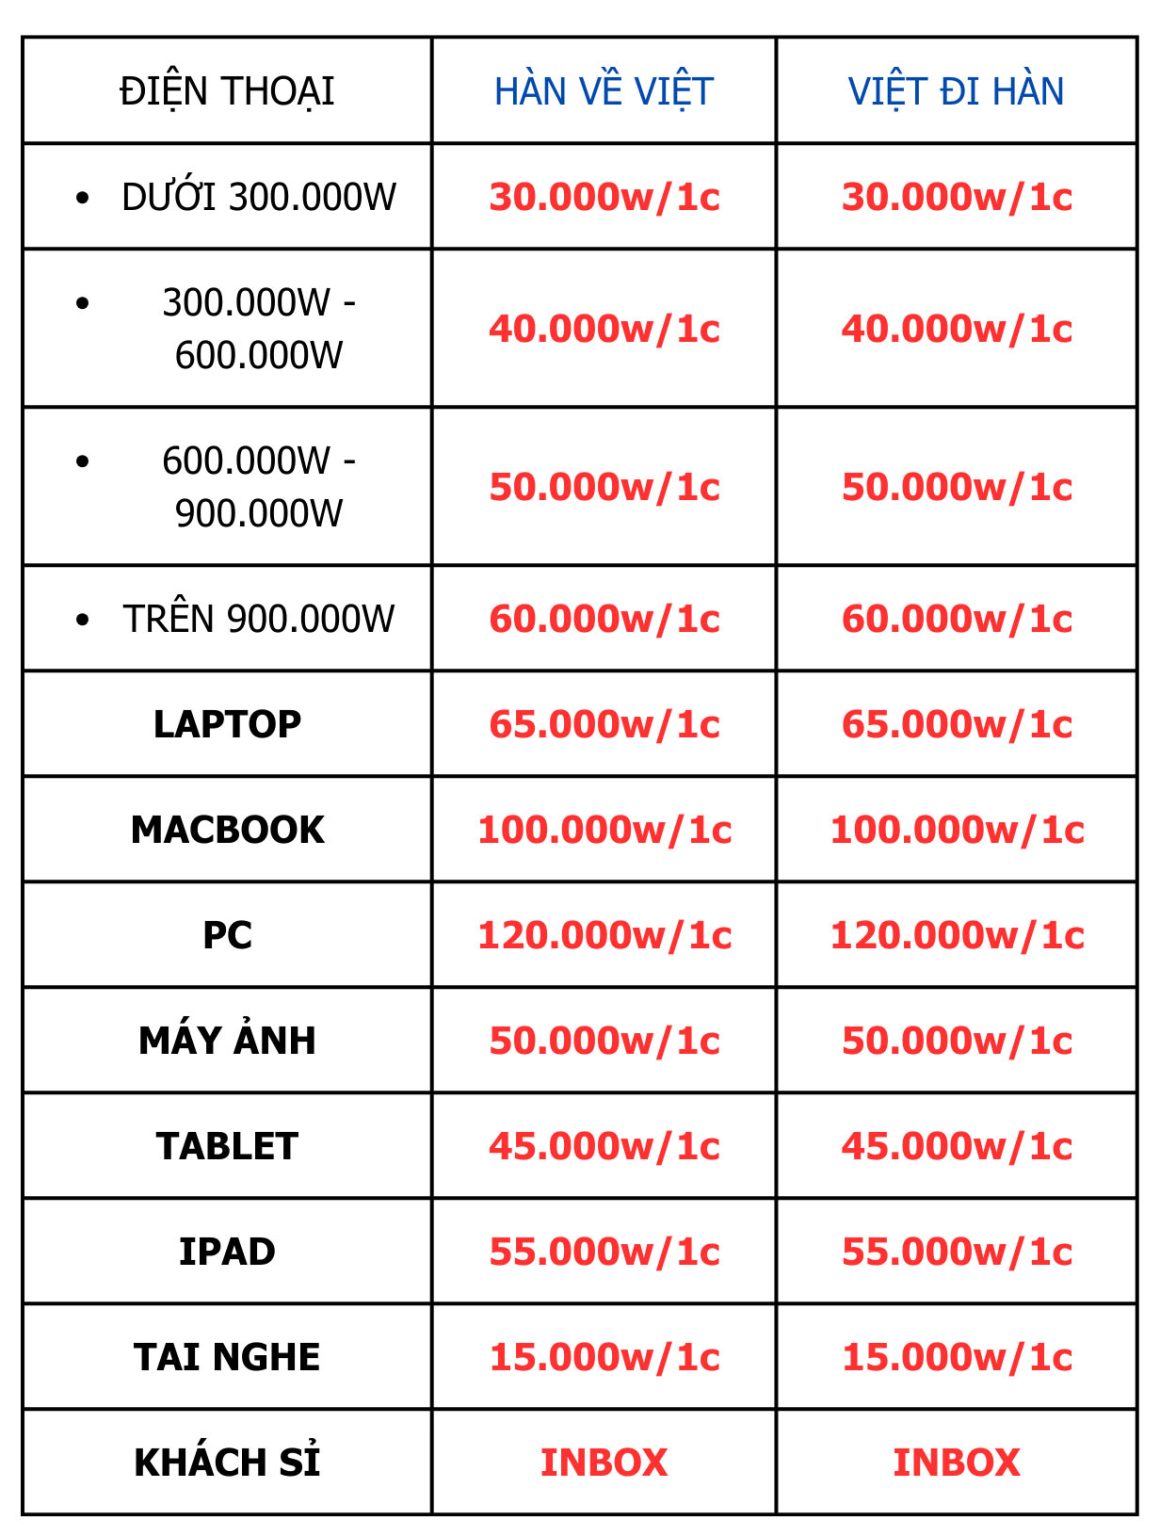 ĐIỆN THOẠI HÀN VỀ VIỆT VIỆT ĐI HÀN
• DƯỚI 300.000W 30.000w/1c 30.000w/1c
• 300.000W -
600.000W 40.000w/1c 40.000w/1c
• 600.000W -
900.000W 50.000w/1c 50.000w/1c
• TRÊN 900.000W 60.000w/1c 60.000w/1c
LAPTOP 65.000w/1c 65.000w/1c
MACBOOK 100.000w/1c 100.000w/1c
PC 120.000w/1c 120.000w/1c
MÁY ẢNH 50.000w/1c 50.000w/1c
TABLET 45.000w/1c 45.000w/1c
IPAD 55.000w/1c 55.000w/1c
TAI NGHE 15.000w/1c 15.000w/1c
KHÁCH SỈ INBOX INBOX